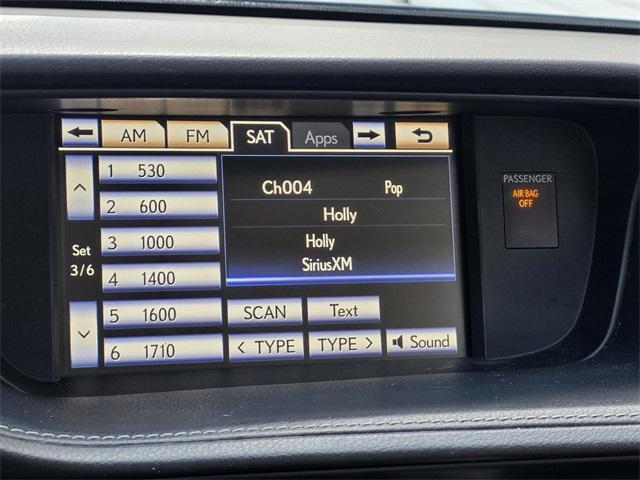 AM FM SAT Apps
1 530
2 600
3 1000
4 1400
5 1600
6 1710
Set
3/6
Ch004 Pop
Holly
Holly
SiriusXM
SCAN Text
< TYPE TYPE > Sound
PASSENGER
AIR BAG
OFF